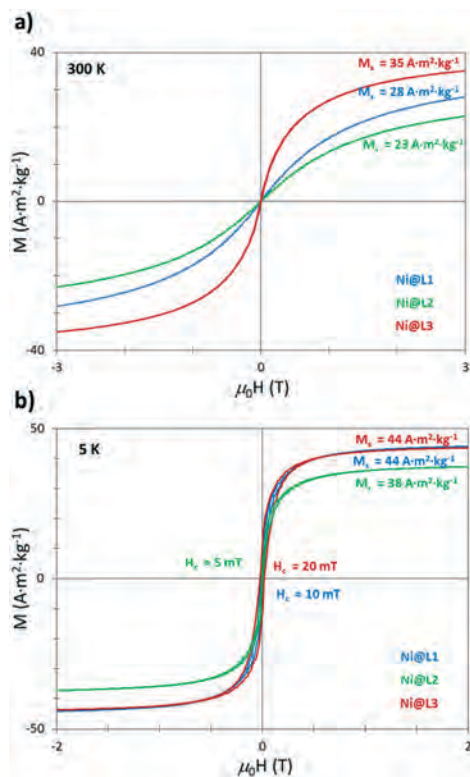 a)
40
300 K
Mₛ = 35 A·m²·kg⁻¹
Mₛ = 28 A·m²·kg⁻¹
Mₛ = 23 A·m²·kg⁻¹
M (A·m²·kg⁻¹)
0
Ni@L1
Ni@L2
Ni@L3
-40
-3 0 3
μ₀H (T)
b)
50
5 K
Mₛ = 44 A·m²·kg⁻¹
Mₛ = 44 A·m²·kg⁻¹
Mₛ = 38 A·m²·kg⁻¹
M (A·m²·kg⁻¹)
H_c = 5 mT
H_c = 20 mT
0
H_c = 10 mT
Ni@L1
Ni@L2
Ni@L3
-50
-2 0 2
μ₀H (T)